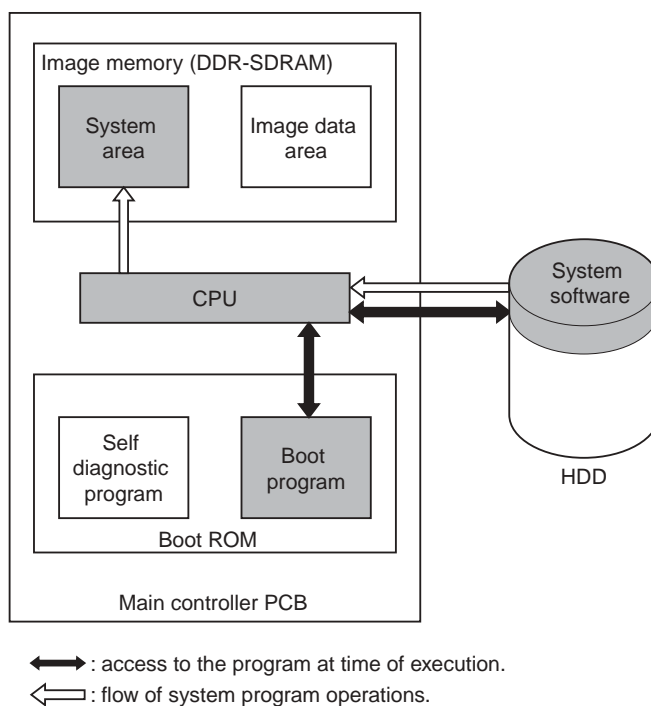 Image memory (DDR-SDRAM)
System
area
Image data
area
CPU
System
software
Self
diagnostic
program
Boot
program
HDD
Boot ROM
Main controller PCB
: access to the program at time of execution.
: flow of system program operations.